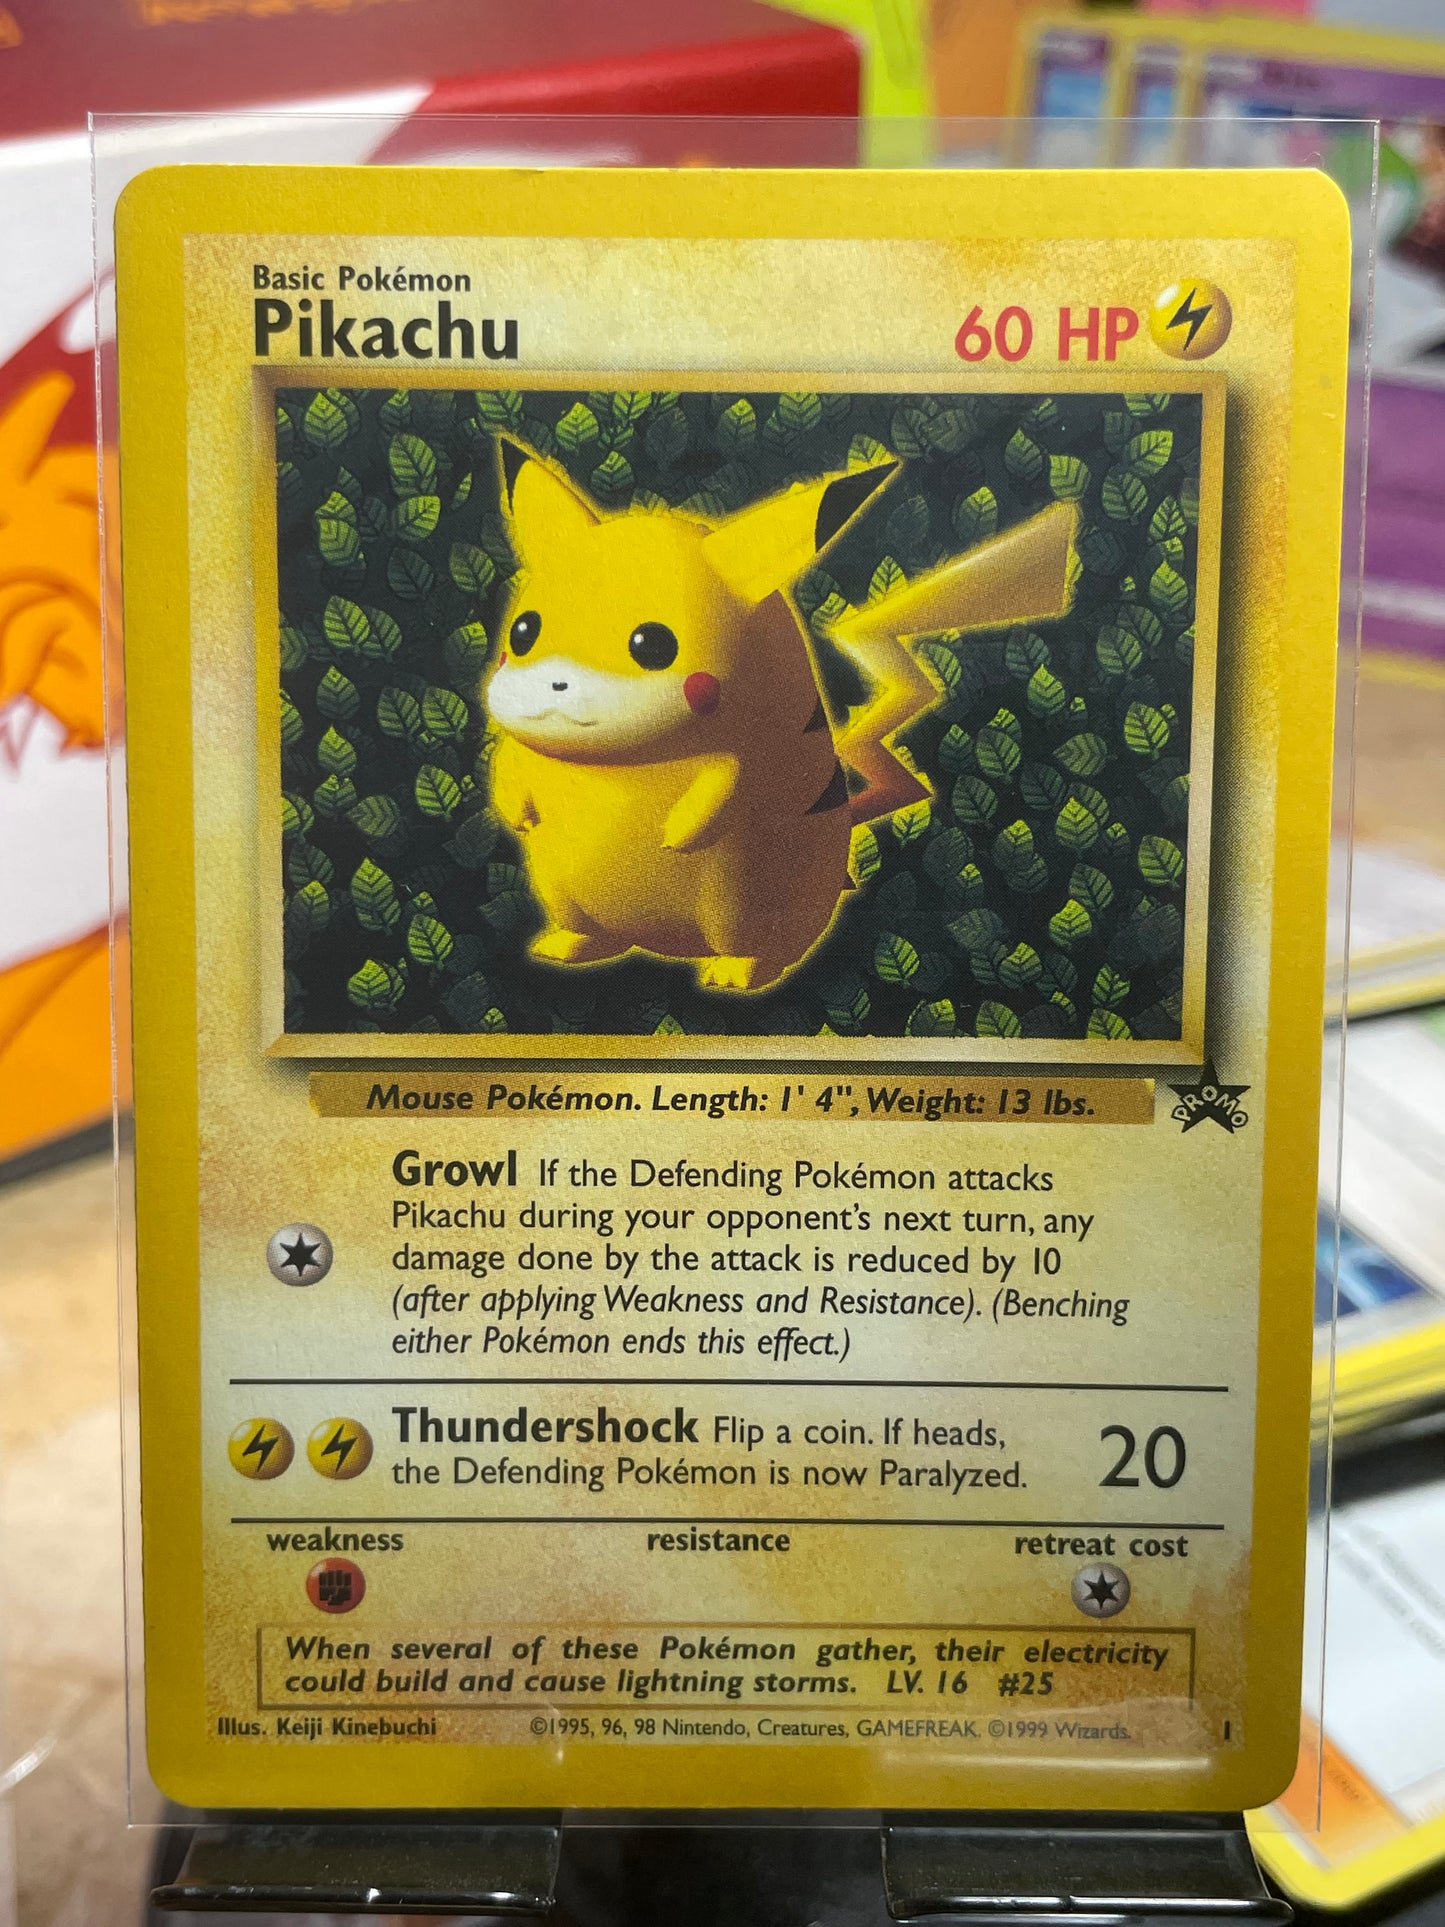 Basic Pokémon
Pikachu
60 HP
Mouse Pokémon. Length: 1' 4", Weight: 13 lbs.
PROMO
Growl If the Defending Pokémon attacks
Pikachu during your opponent's next turn, any
damage done by the attack is reduced by 10
(after applying Weakness and Resistance). (Benching
either Pokémon ends this effect.)
Thundershock Flip a coin. If heads,
the Defending Pokémon is now Paralyzed.
20
weakness
resistance
retreat cost
When several of these Pokémon gather, their electricity
could build and cause lightning storms. LV. 16 #25
Illus. Keiji Kinebuchi
©1995, 96, 98 Nintendo, Creatures, GAMEFREAK. ©1999 Wizards.
1